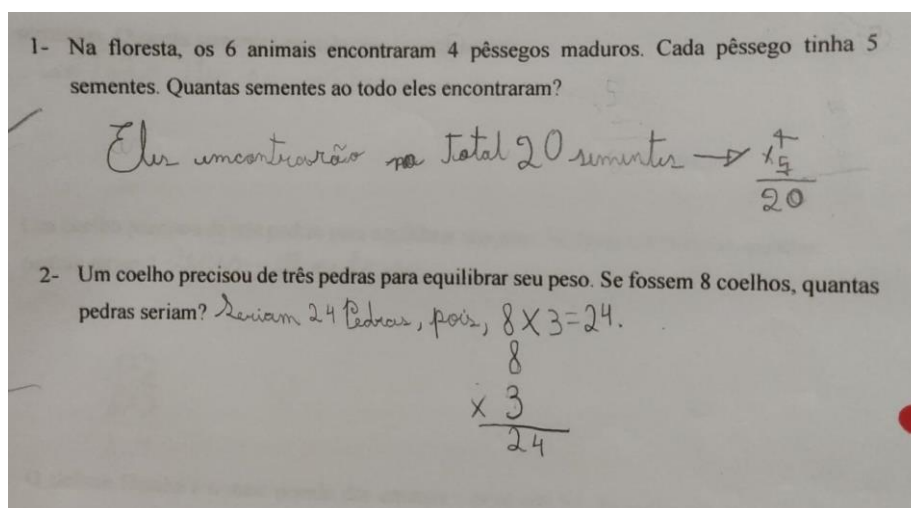 1- Na floresta, os 6 animais encontraram 4 pêssegos maduros. Cada pêssego tinha 5
sementes. Quantas sementes ao todo eles encontraram?
Eles umcontrarão no Total 20 sementes → 4
x 5
20
2- Um coelho precisou de três pedras para equilibrar seu peso. Se fossem 8 coelhos, quantas
pedras seriam? Seriam 24 Pedras, pois, 8 X 3 = 24.
8
x 3
24